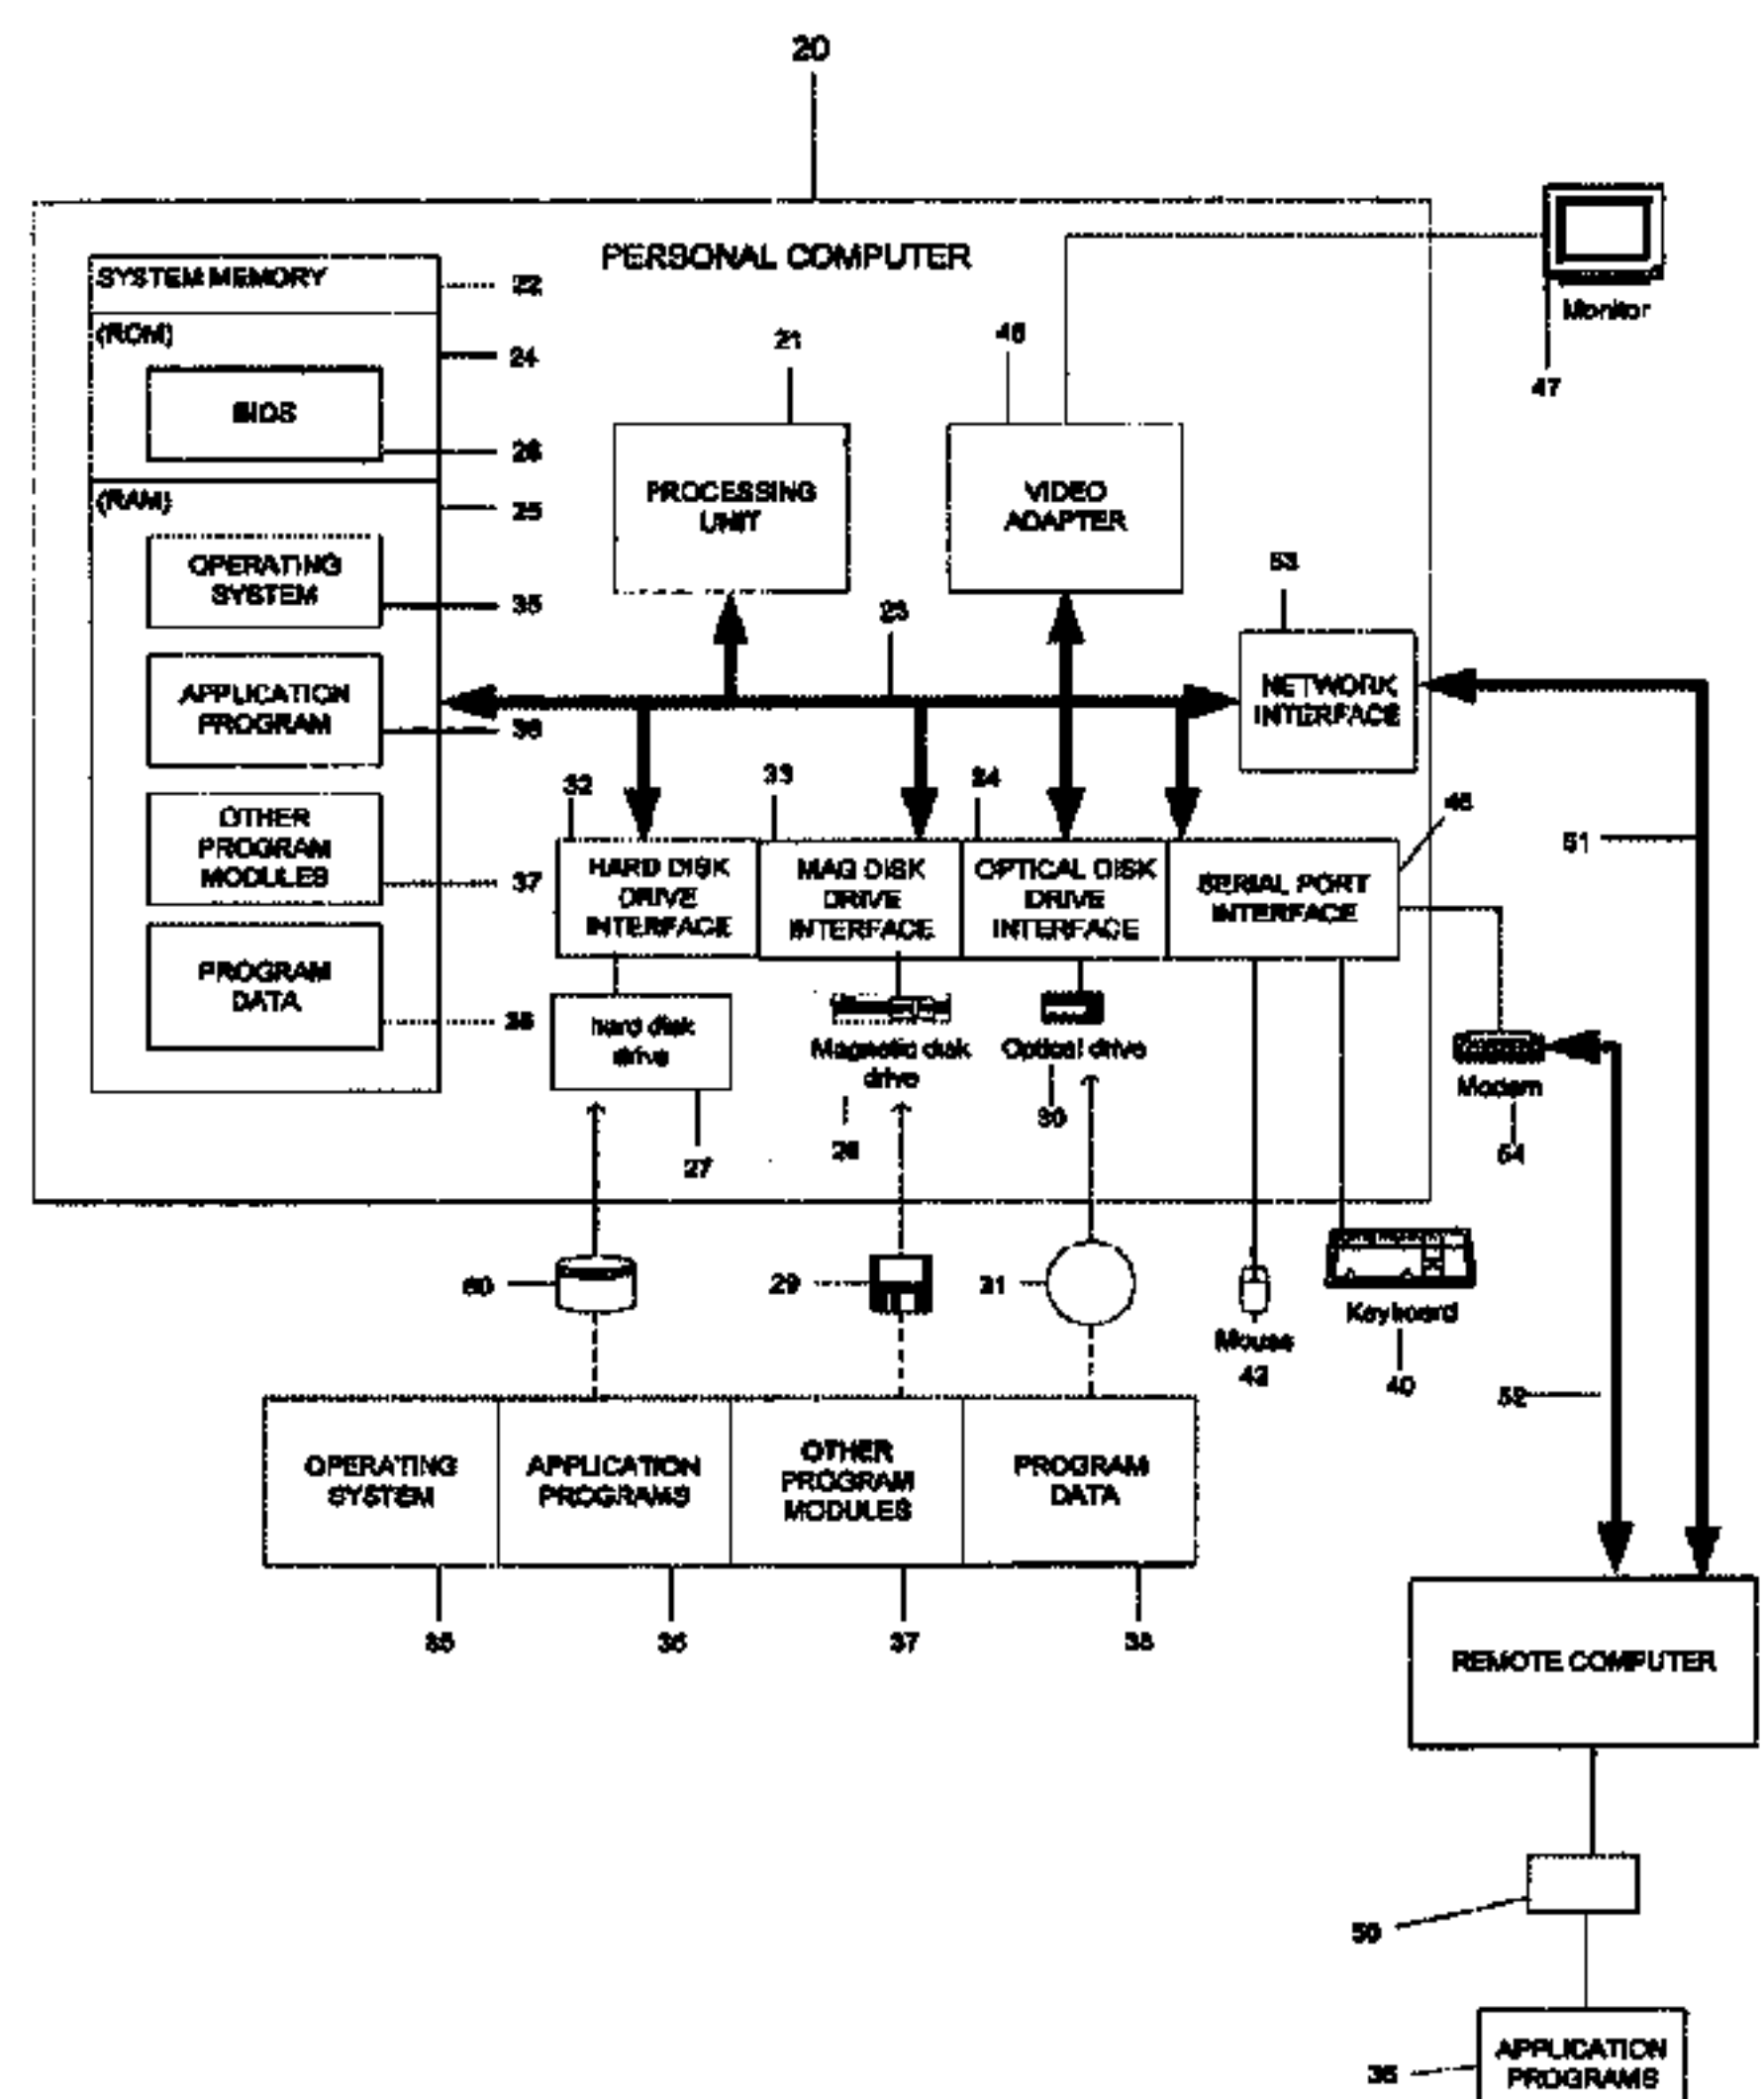 20
PERSONAL COMPUTER
SYSTEM MEMORY
22
Monitor
47
(ROM)
24
BIOS
26
21
PROCESSING
UNIT
VIDEO
ADAPTER
(RAM)
25
OPERATING
SYSTEM
35
23
53
NETWORK
INTERFACE
APPLICATION
PROGRAM
36
OTHER
PROGRAM
MODULES
37
PROGRAM
DATA
38
32
33
34
51
HARD DISK
DRIVE
INTERFACE
MAG DISK
DRIVE
INTERFACE
OPTICAL DISK
DRIVE
INTERFACE
SERIAL PORT
INTERFACE
hard disk
drive
27
Magnetic disk
drive
28
Optical drive
30
Modem
54
60
29
31
Mouse
42
Keyboard
40
52
OPERATING
SYSTEM
APPLICATION
PROGRAMS
OTHER
PROGRAM
MODULES
PROGRAM
DATA
35
36
37
38
REMOTE COMPUTER
50
36
APPLICATION
PROGRAMS